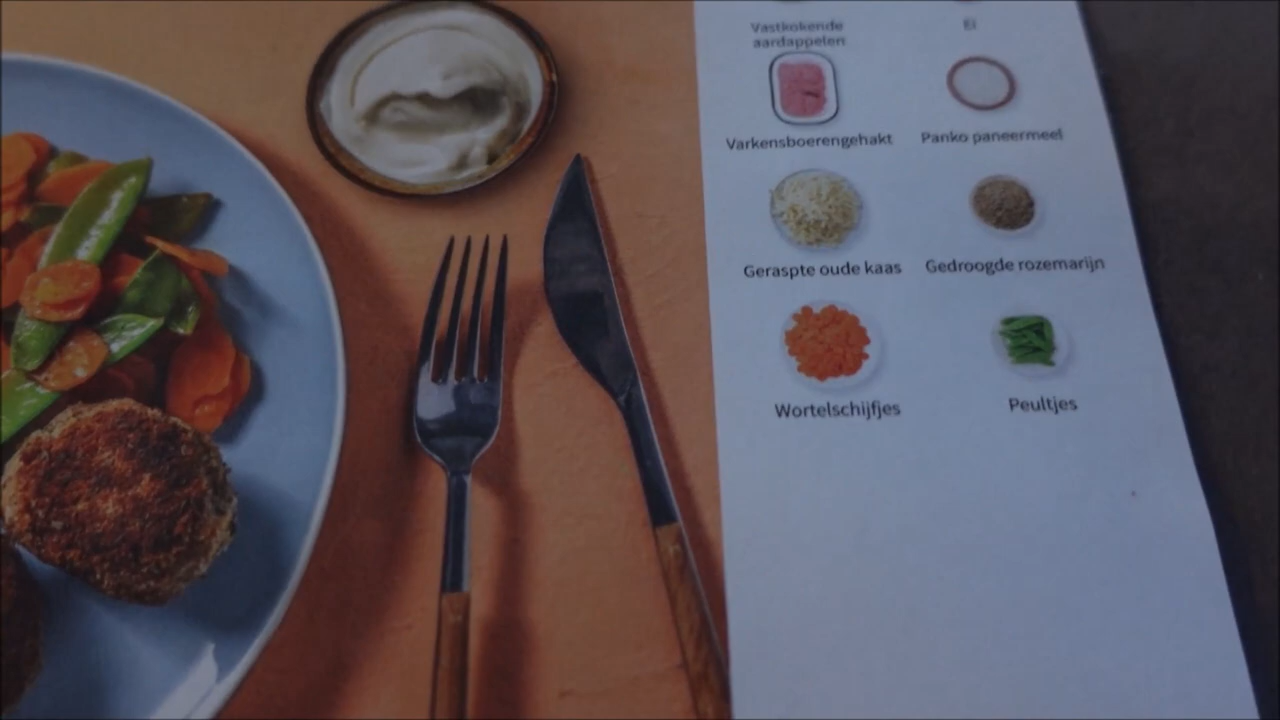 Vastkokende
aardappelen
Ei
Varkensboerengehakt
Panko paneermeel
Geraspte oude kaas
Gedroogde rozemarijn
Wortelschijfjes
Peultjes